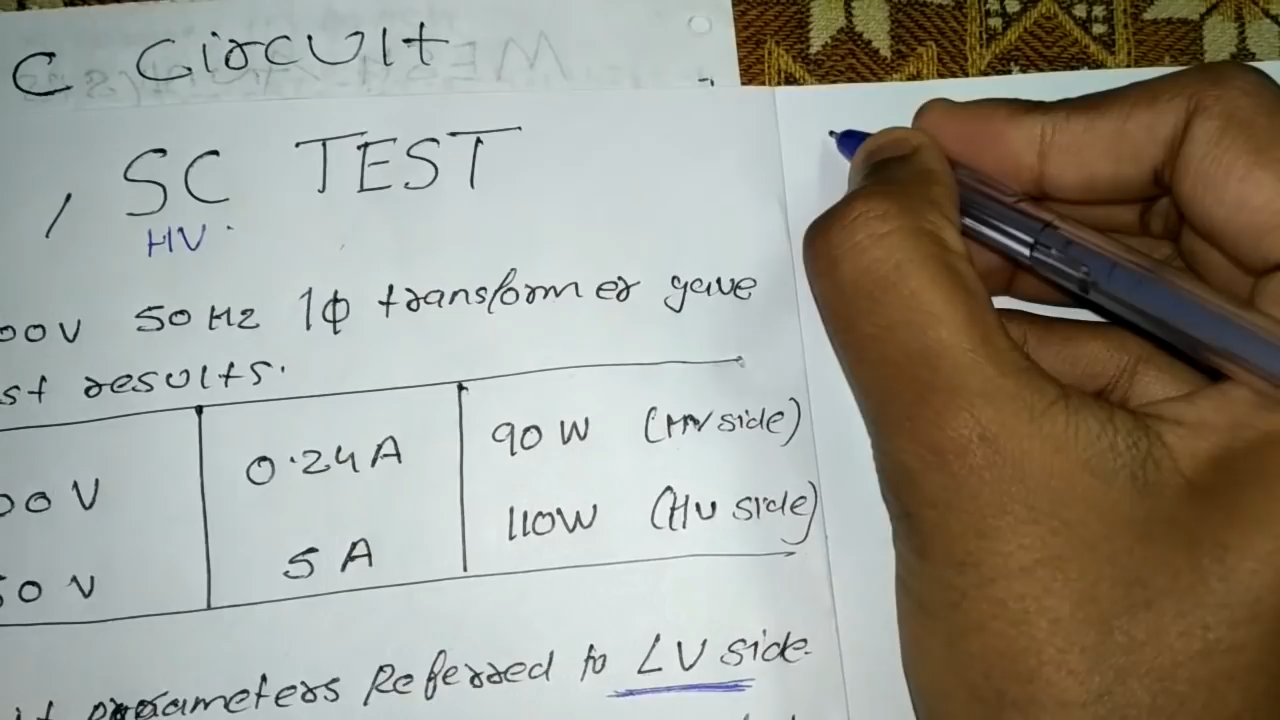 C Circuit
, SC TEST
HV
00V 50Hz 1ϕ transformer gave
st results.
0.24A 90W (HV side)
00V
5A 110W (HV side)
50V
parameters Referred to LV side.